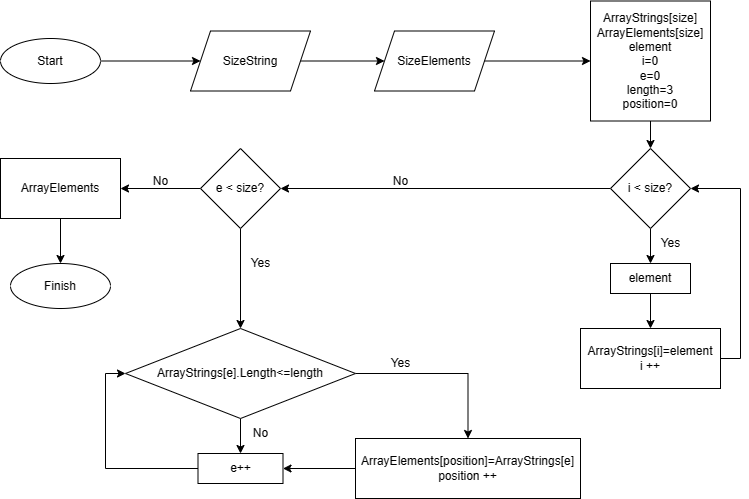 Start
SizeString
SizeElements
ArrayStrings[size]
ArrayElements[size]
element
i=0
e=0
length=3
position=0
i < size?
No
e < size?
No
ArrayElements
Finish
Yes
element
ArrayStrings[i]=element
i ++
Yes
ArrayStrings[e].Length<=length
Yes
No
e++
ArrayElements[position]=ArrayStrings[e]
position ++